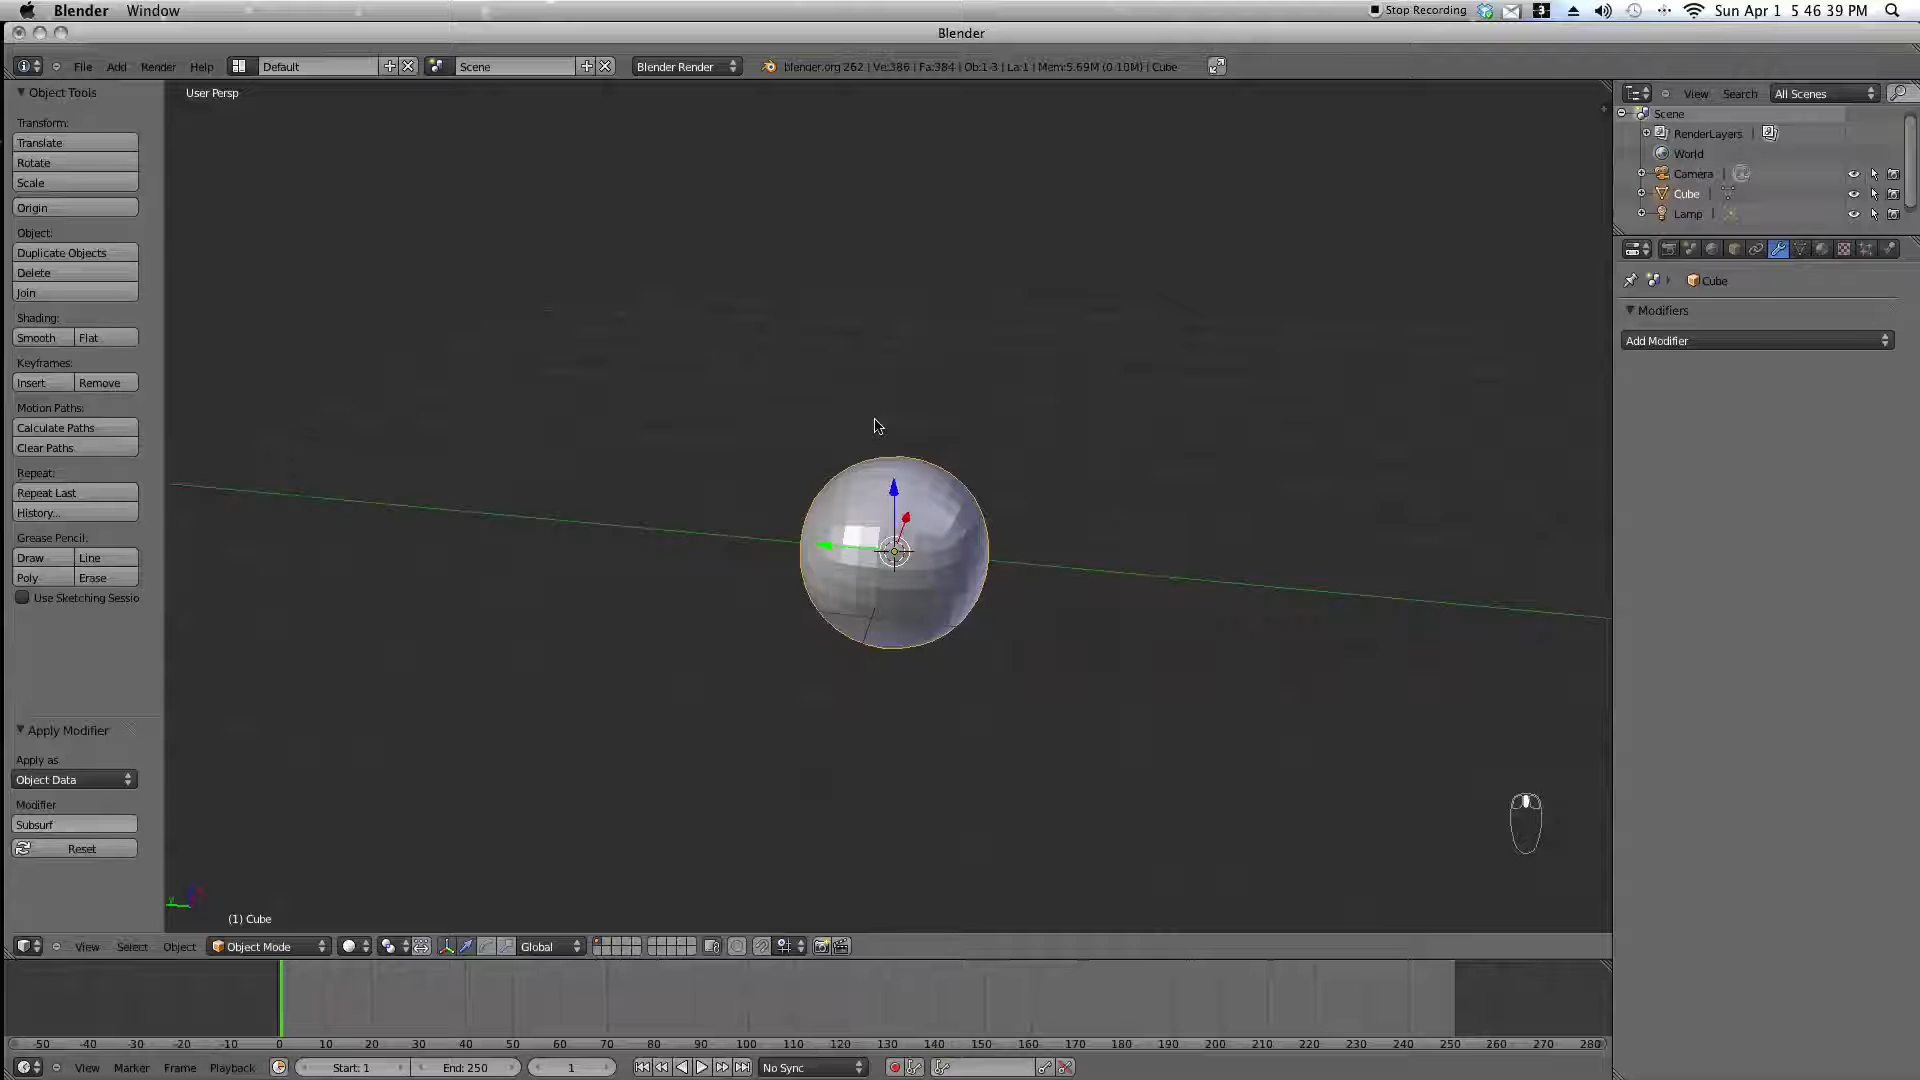 Blender Window Stop Recording 3 Sun Apr 1 5 46 39 PM
Blender
File Add Render Help Default Scene Blender Render blender.org 262 | Ve:386 | Fa:384 | Ob:1-3 | La:1 | Mem:5.69M (0.10M) | Cube
Object Tools
User Persp
View Search All Scenes
Scene
RenderLayers |
World
Camera |
Cube |
Lamp |
Cube
Modifiers
Add Modifier
Transform:
Translate
Rotate
Scale
Origin
Object:
Duplicate Objects
Delete
Join
Shading:
Smooth Flat
Keyframes:
Insert Remove
Motion Paths:
Calculate Paths
Clear Paths
Repeat:
Repeat Last
History...
Grease Pencil:
Draw Line
Poly Erase
Use Sketching Sessio
Apply Modifier
Apply as
Object Data
Modifier
Subsurf
Reset
y
(1) Cube
View Select Object Object Mode Global
-50 -40 -30 -20 -10 0 10 20 30 40 50 60 70 80 90 100 110 120 130 140 150 160 170 180 190 200 210 220 230 240 250 260 270 280
View Marker Frame Playback Start: 1 End: 250 1 No Sync